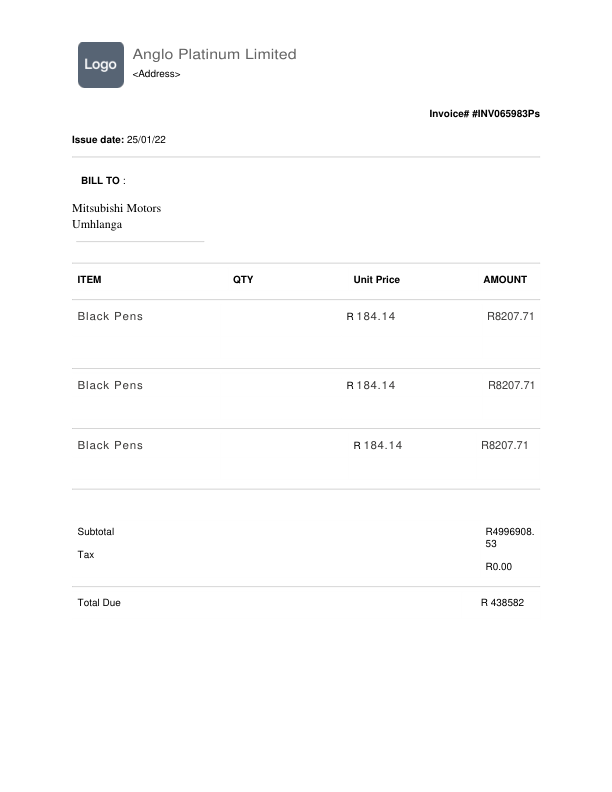 Logo
Anglo Platinum Limited
<Address>
Invoice# #INV065983Ps
Issue date: 25/01/22
BILL TO :
Mitsubishi Motors
Umhlanga
ITEM QTY Unit Price AMOUNT
Black Pens R 184.14 R8207.71
Black Pens R 184.14 R8207.71
Black Pens R 184.14 R8207.71
Subtotal R4996908.
53
Tax
R0.00
Total Due R 438582